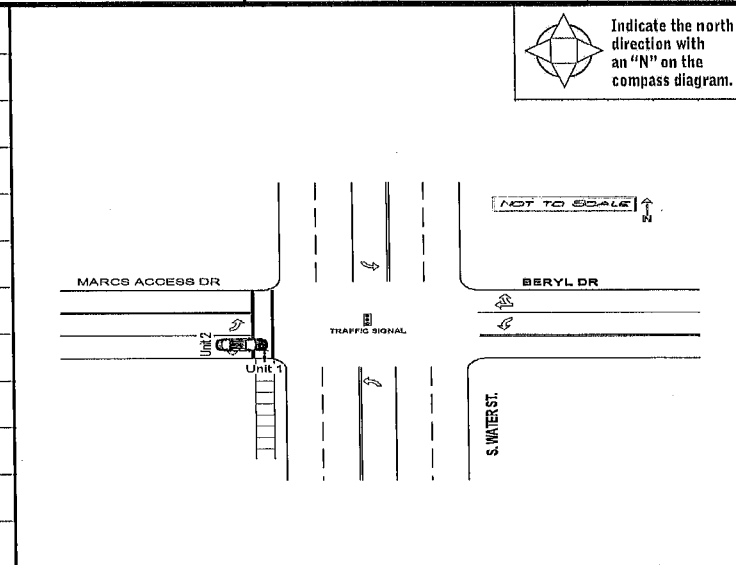 Indicate the north
direction with
an "N" on the
compass diagram.
NOT TO SCALE
N
MARCS ACCESS DR
BERYL DR
TRAFFIC SIGNAL
Unit 2
Unit 1
S. WATER ST.